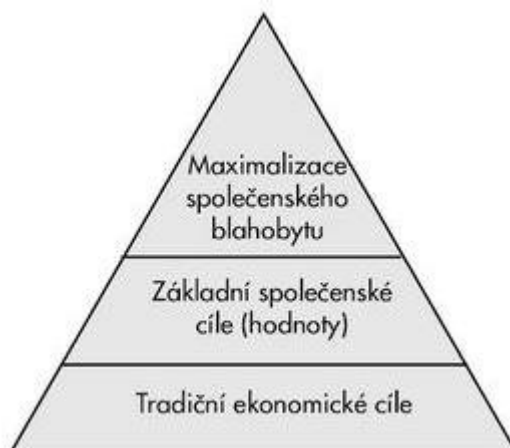 Maximalizace
společenského
blahobytu
Základní společenské
cíle (hodnoty)
Tradiční ekonomické cíle